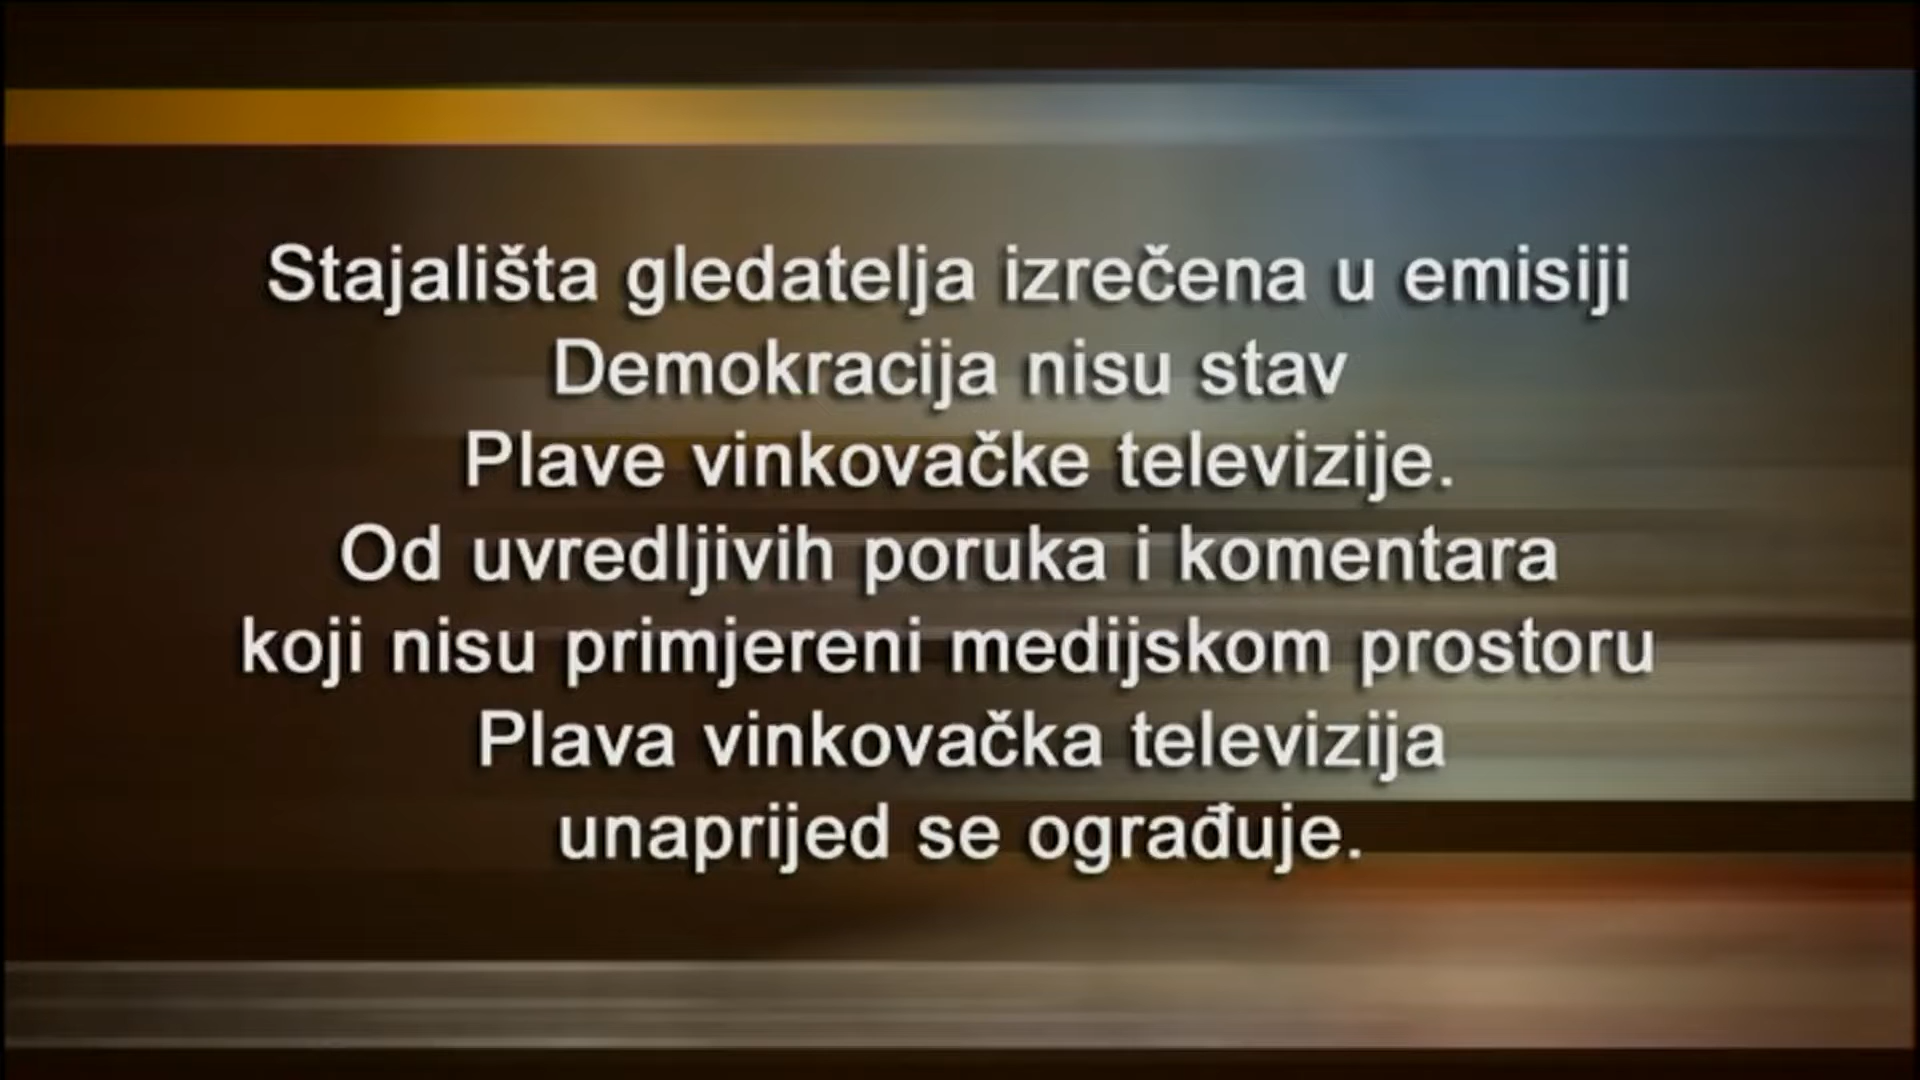 Stajališta gledatelja izrečena u emisiji
Demokracija nisu stav
Plave vinkovačke televizije.
Od uvredljivih poruka i komentara
koji nisu primjereni medijskom prostoru
Plava vinkovačka televizija
unaprijed se ograđuje.